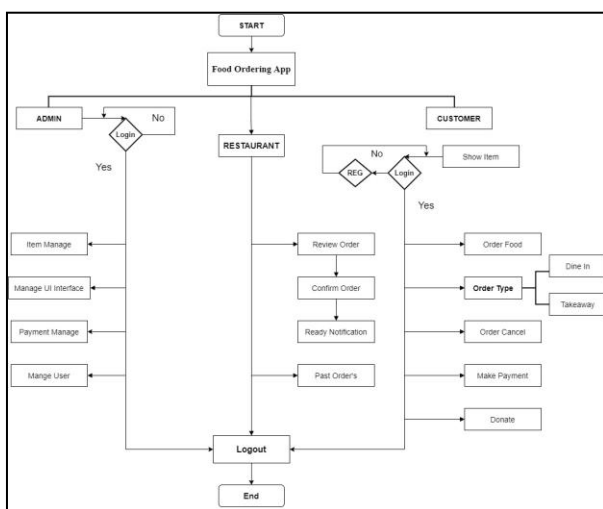 START
Food Ordering App
ADMIN
No
Login
Yes
RESTAURANT
CUSTOMER
No
Show Item
REG
Login
Yes
Item Manage
Manage UI Interface
Payment Manage
Mange User
Review Order
Confirm Order
Ready Notification
Past Order's
Order Food
Order Type
Dine In
Takeaway
Order Cancel
Make Payment
Donate
Logout
End